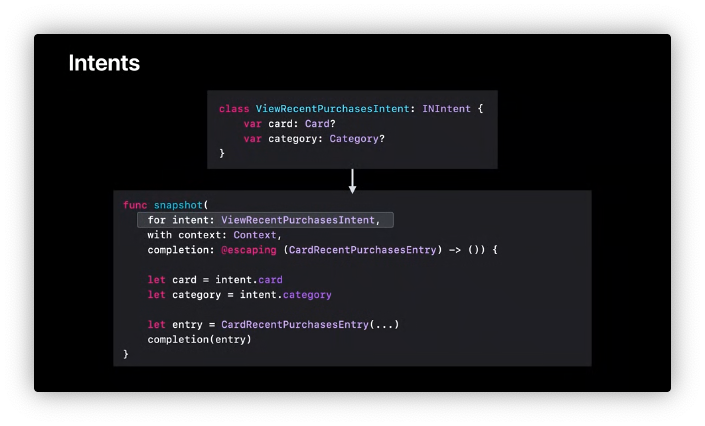 Intents
class ViewRecentPurchasesIntent: INIntent {
var card: Card?
var category: Category?
}
func snapshot(
for intent: ViewRecentPurchasesIntent,
with context: Context,
completion: @escaping (CardRecentPurchasesEntry) -> ()) {
let card = intent.card
let category = intent.category
let entry = CardRecentPurchasesEntry(...)
completion(entry)
}